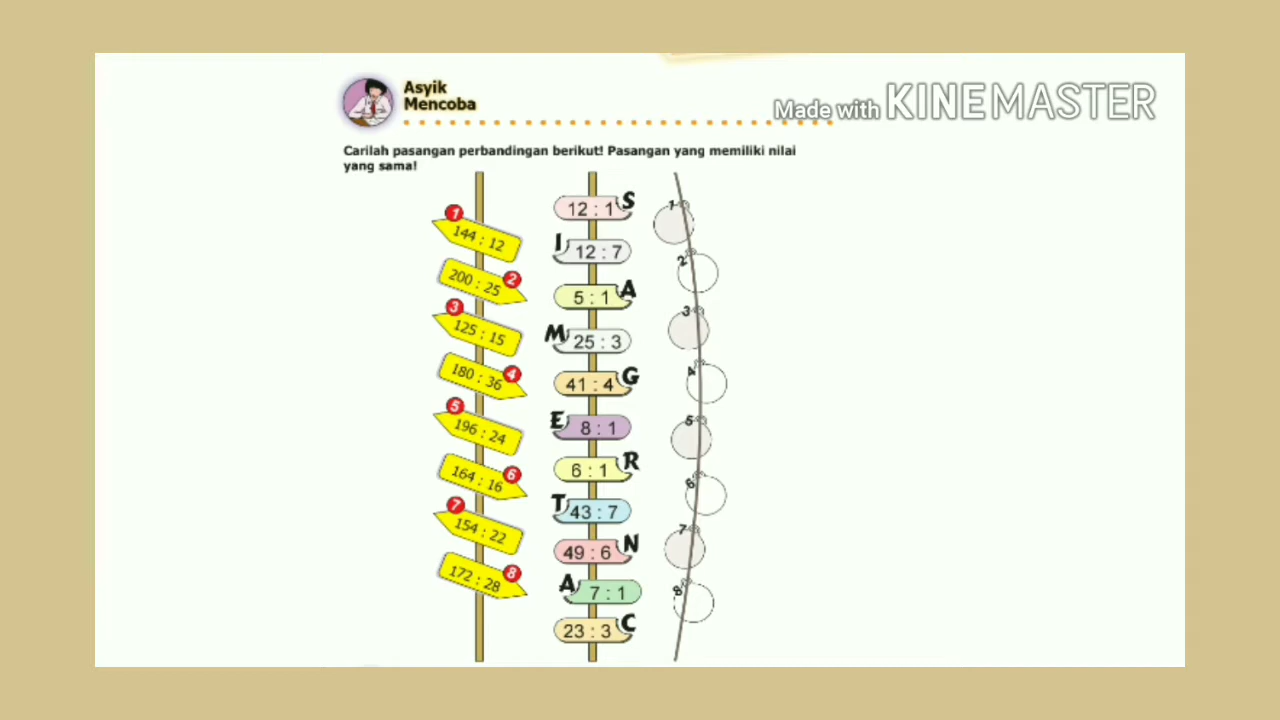 Asyik
Mencoba
Made with KINEMASTER
Carilah pasangan perbandingan berikut! Pasangan yang memiliki nilai
yang sama!
1
144 : 12
2
200 : 25
3
125 : 15
4
180 : 36
5
196 : 24
6
164 : 16
7
154 : 22
8
172 : 28
12 : 1 S
I 12 : 7
5 : 1 A
M 25 : 3
41 : 4 G
E 8 : 1
6 : 1 R
T 43 : 7
49 : 6 N
A 7 : 1
23 : 3 C
1
2
3
4
5
6
7
8